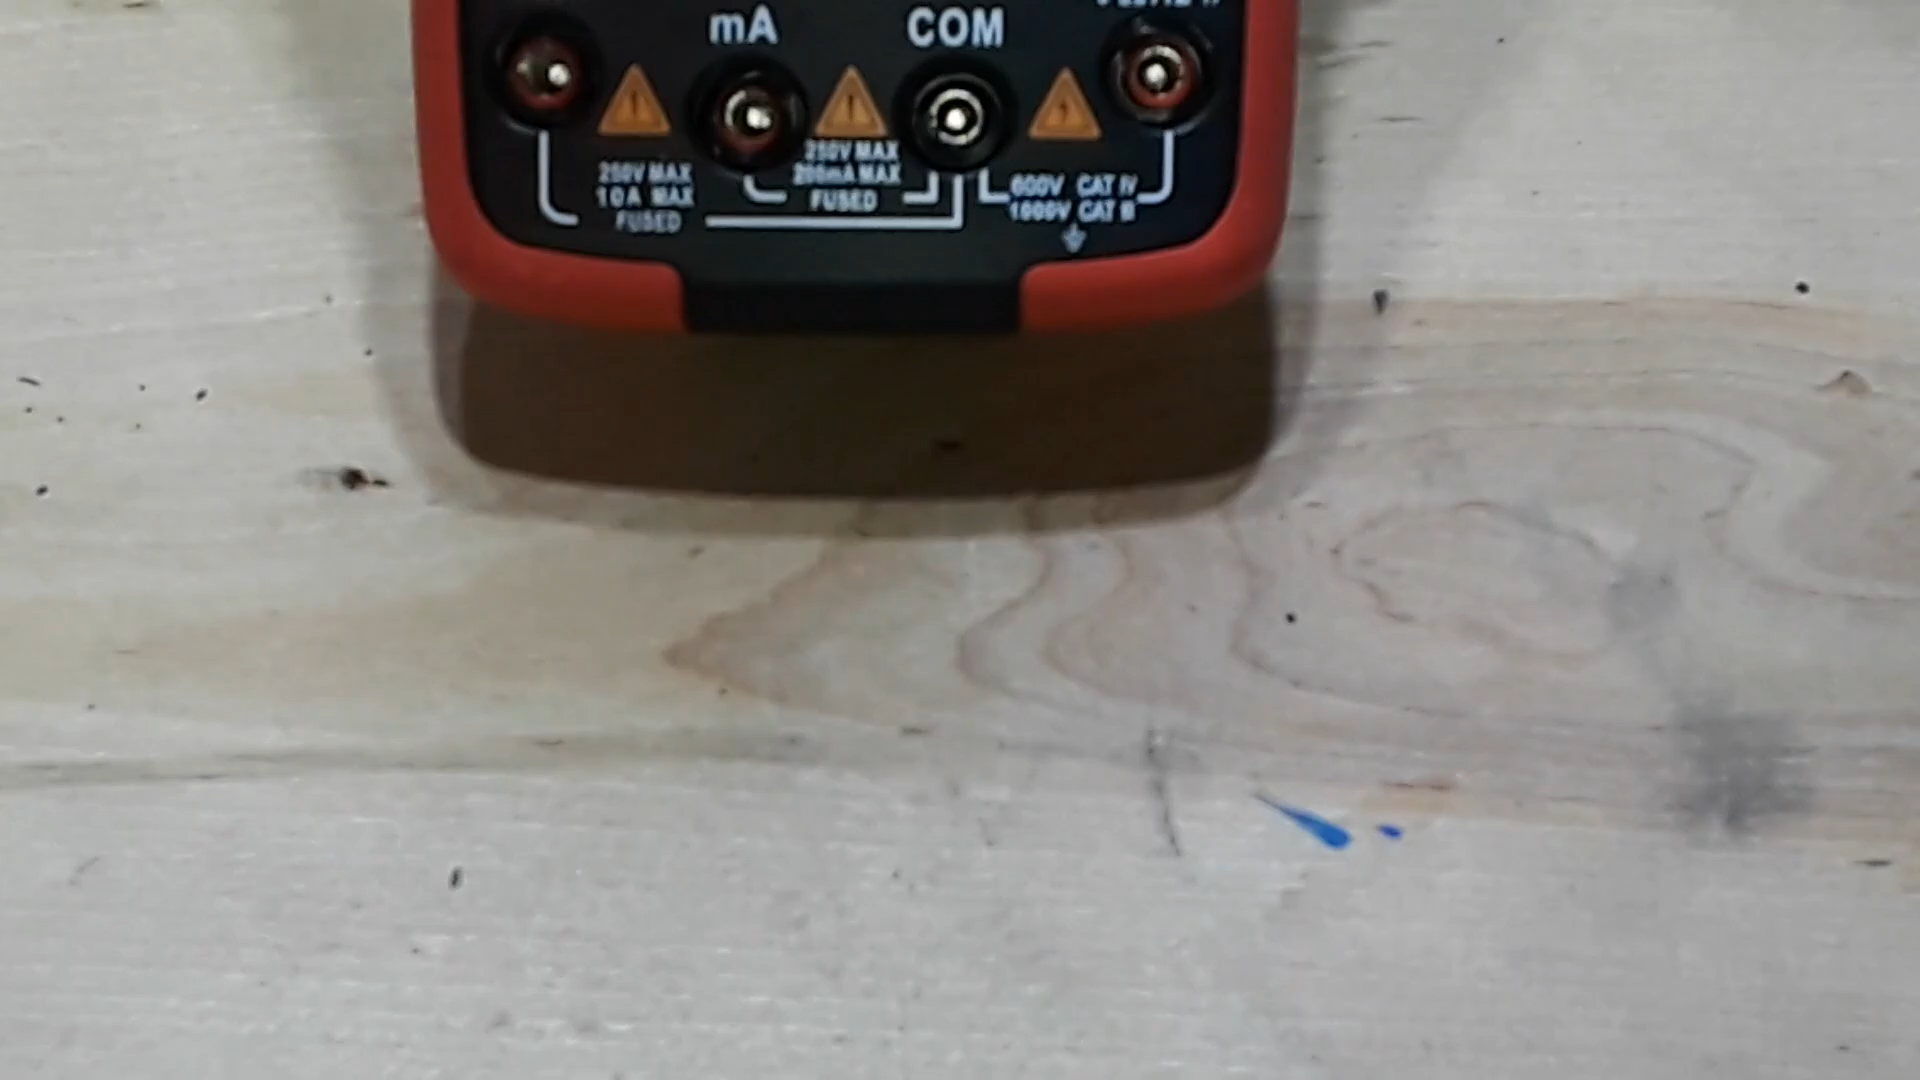 mA
COM
250V MAX
10A MAX
FUSED
250V MAX
200mA MAX
FUSED
600V CAT IV
1000V CAT III